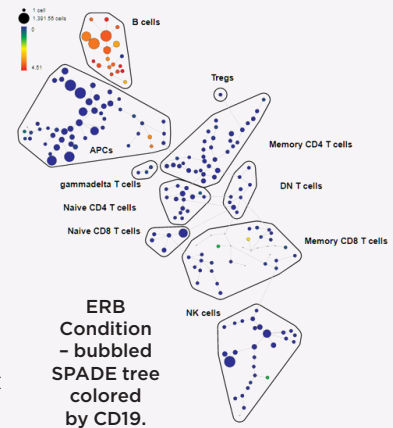 1 cell
1,391.55 cells
0
4.51
B cells
Tregs
APCs
Memory CD4 T cells
gammadelta T cells
DN T cells
Naive CD4 T cells
Naive CD8 T cells
Memory CD8 T cells
NK cells
ERB
Condition
– bubbled
SPADE tree
colored
by CD19.